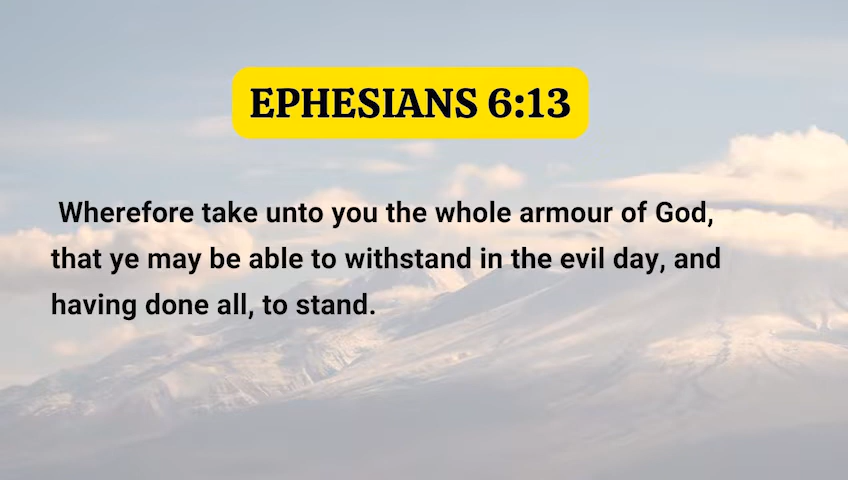 EPHESIANS 6:13
Wherefore take unto you the whole armour of God,
that ye may be able to withstand in the evil day, and
having done all, to stand.